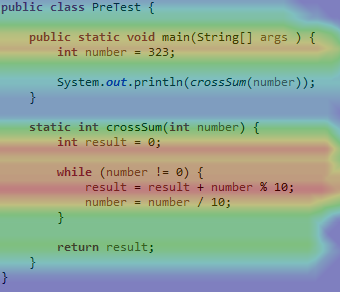 public class PreTest {
    public static void main(String[] args ) {
        int number = 323;
        System.out.println(crossSum(number));
    }
    static int crossSum(int number) {
        int result = 0;
        while (number != 0) {
            result = result + number % 10;
            number = number / 10;
        }
        return result;
    }
}